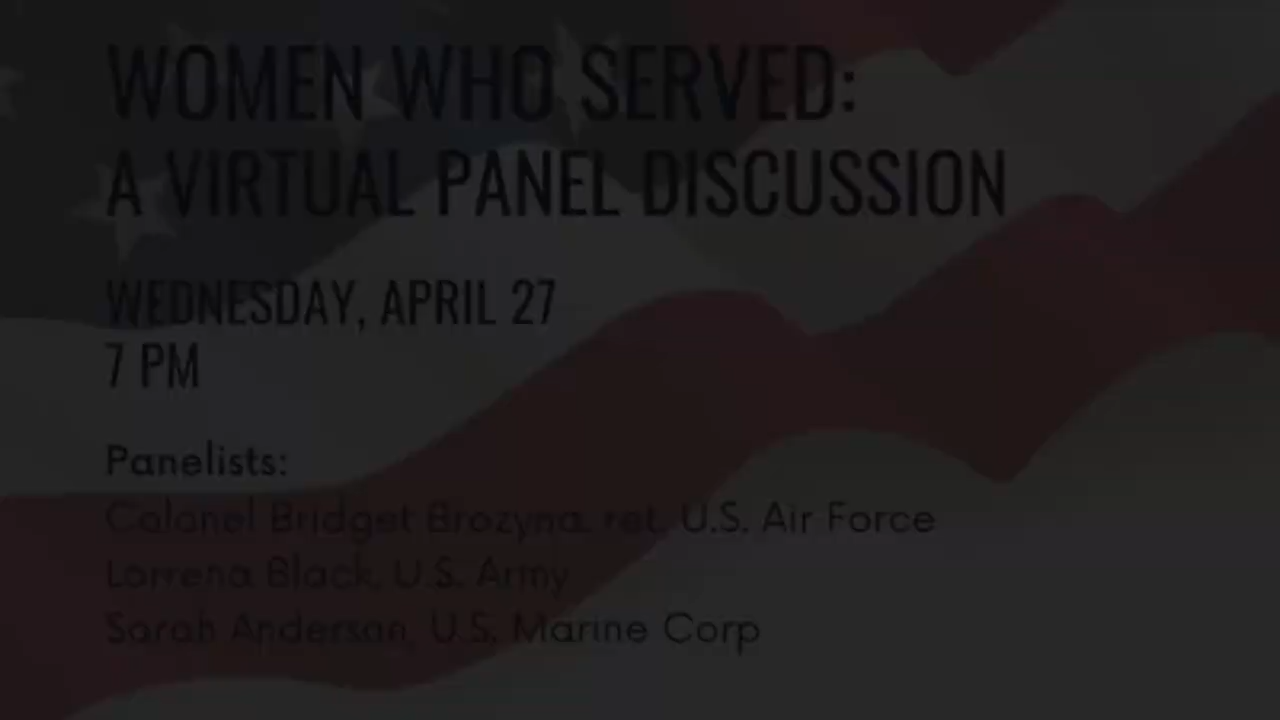 WOMEN WHO SERVED:
A VIRTUAL PANEL DISCUSSION
WEDNESDAY, APRIL 27
7 PM
Panelists:
Colonel Bridget Brozyna, ret. U.S. Air Force
Lorrena Black, U.S. Army
Sarah Anderson, U.S. Marine Corp